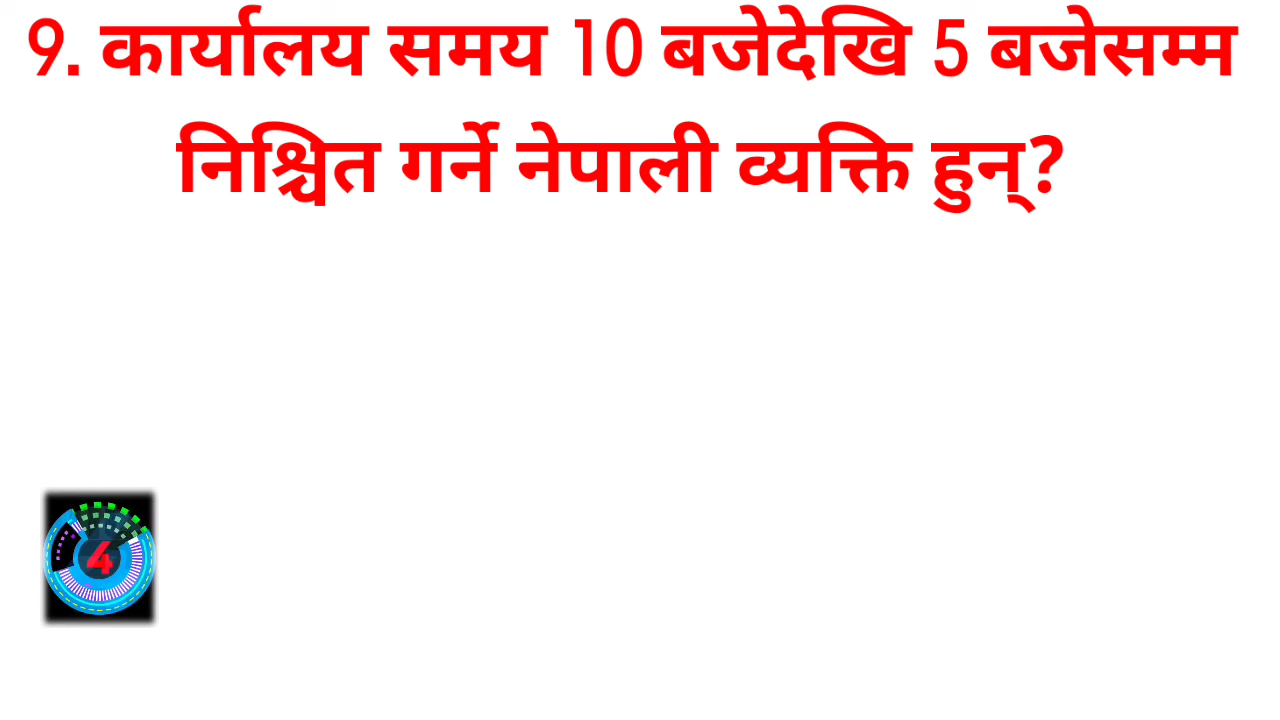 9. कार्यालय समय 10 बजेदेखि 5 बजेसम्म
निश्चित गर्ने नेपाली व्यक्ति हुन्?
4